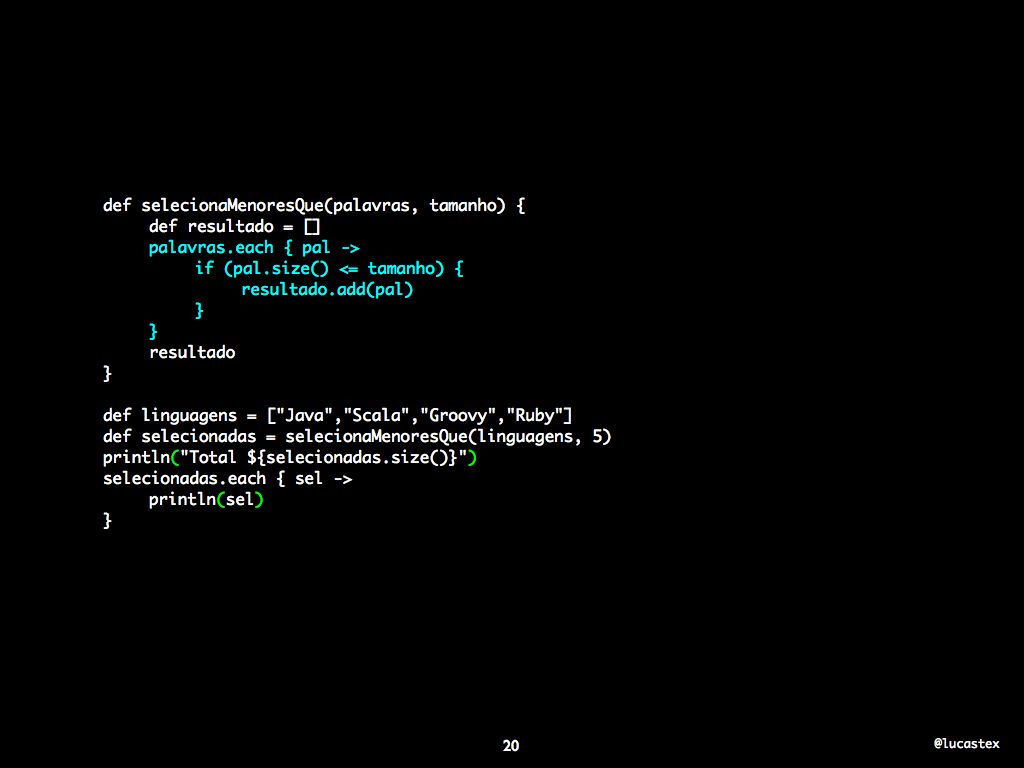 def selecionaMenoresQue(palavras, tamanho) {
     def resultado = []
     palavras.each { pal ->
          if (pal.size() <= tamanho) {
               resultado.add(pal)
          }
     }
     resultado
}
def linguagens = ["Java","Scala","Groovy","Ruby"]
def selecionadas = selecionaMenoresQue(linguagens, 5)
println("Total ${selecionadas.size()}")
selecionadas.each { sel ->
     println(sel)
}
20
@lucastex